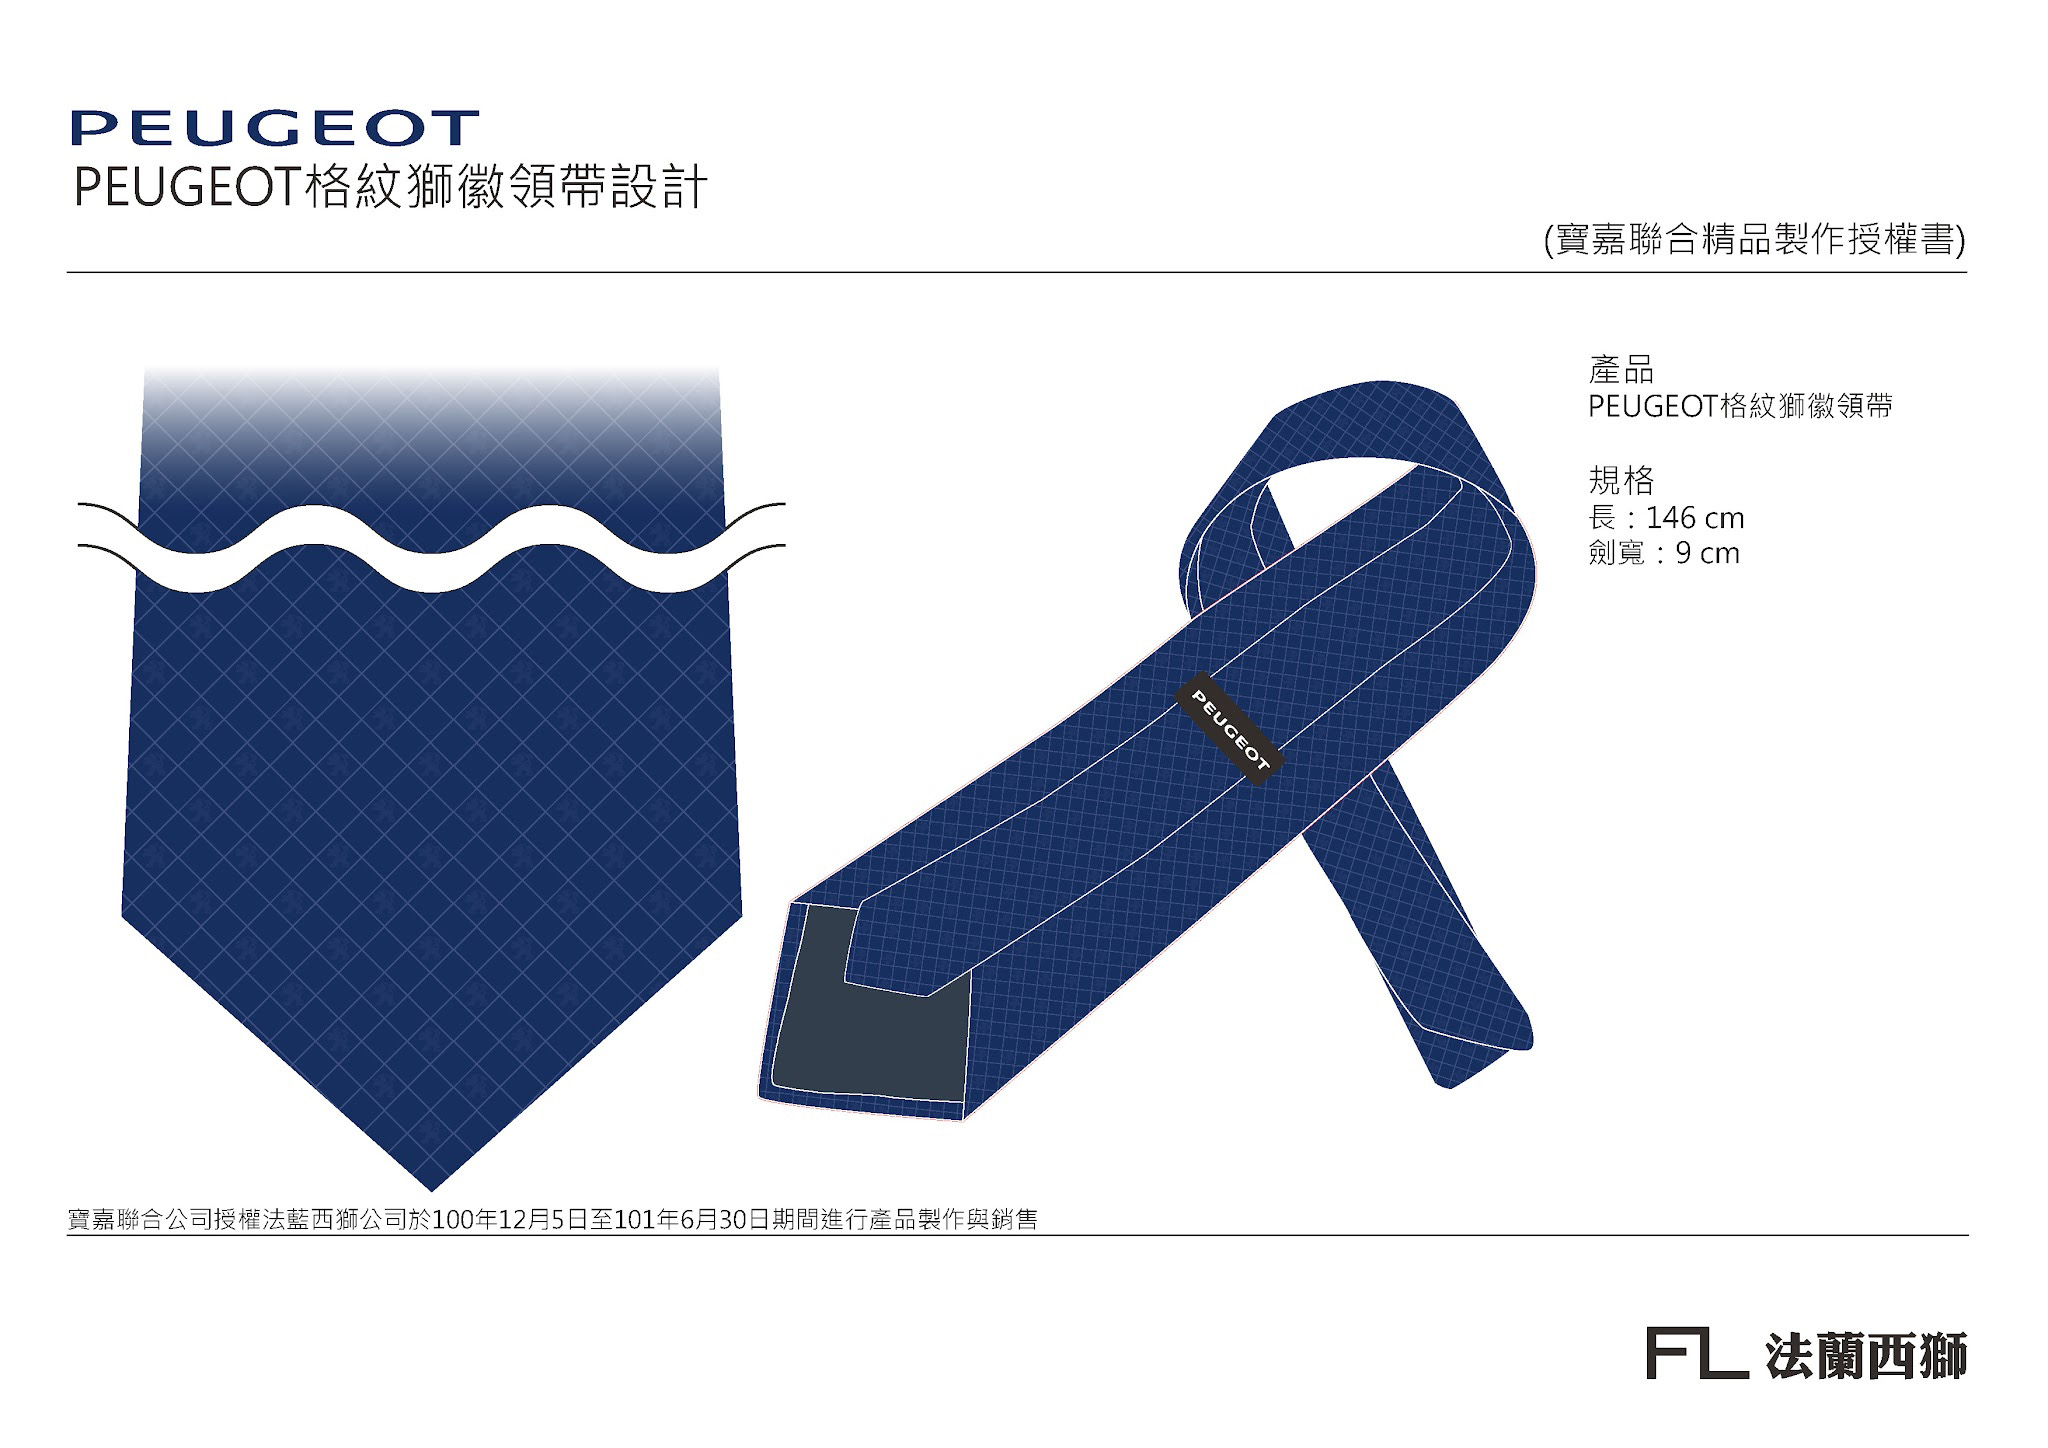 PEUGEOT
PEUGEOT格紋獅徽領帶設計
(寶嘉聯合精品製作授權書)
產品
PEUGEOT格紋獅徽領帶
規格
長：146 cm
劍寬：9 cm
PEUGEOT
寶嘉聯合公司授權法藍西獅公司於100年12月5日至101年6月30日期間進行產品製作與銷售
FL 法蘭西獅